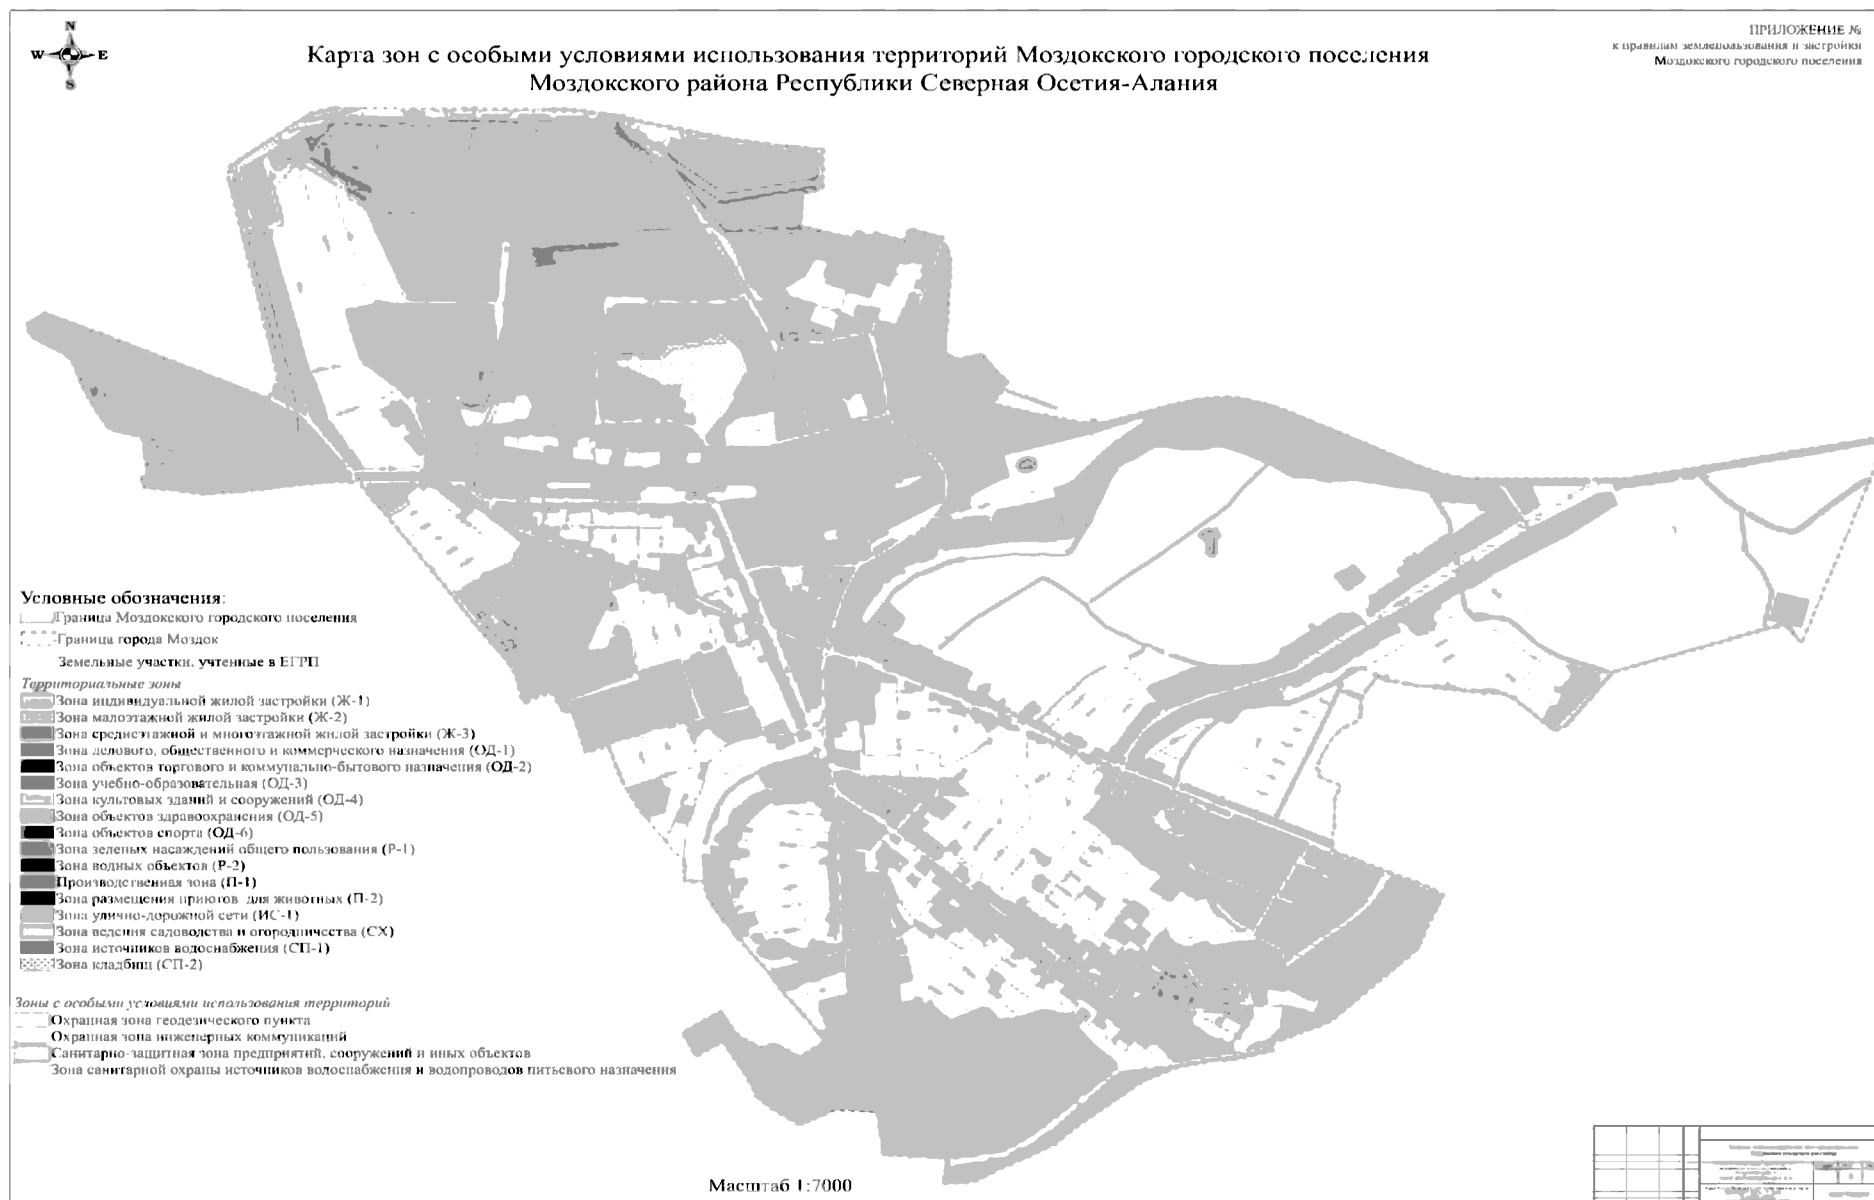 N
W E
S
Карта зон с особыми условиями использования территорий Моздокского городского поселения
Моздокского района Республики Северная Осетия-Алания
ПРИЛОЖЕНИЕ №
к правилам землепользования и застройки
Моздокского городского поселения
Условные обозначения:
Граница Моздокского городского поселения
Граница города Моздок
Земельные участки, учтенные в ЕГРП
Территориальные зоны
Зона индивидуальной жилой застройки (Ж-1)
Зона малоэтажной жилой застройки (Ж-2)
Зона среднеэтажной и многоэтажной жилой застройки (Ж-3)
Зона делового, общественного и коммерческого назначения (ОД-1)
Зона объектов торгового и коммунально-бытового назначения (ОД-2)
Зона учебно-образовательная (ОД-3)
Зона культовых зданий и сооружений (ОД-4)
Зона объектов здравоохранения (ОД-5)
Зона объектов спорта (ОД-6)
Зона зеленых насаждений общего пользования (Р-1)
Зона водных объектов (Р-2)
Производственная зона (П-1)
Зона размещения приютов для животных (П-2)
Зона улично-дорожной сети (ИС-1)
Зона ведения садоводства и огородничества (СХ)
Зона источников водоснабжения (СП-1)
Зона кладбищ (СП-2)
Зоны с особыми условиями использования территорий
Охранная зона геодезического пункта
Охранная зона инженерных коммуникаций
Санитарно-защитная зона предприятий, сооружений и иных объектов
Зона санитарной охраны источников водоснабжения и водопроводов питьевого назначения
Масштаб 1:7000